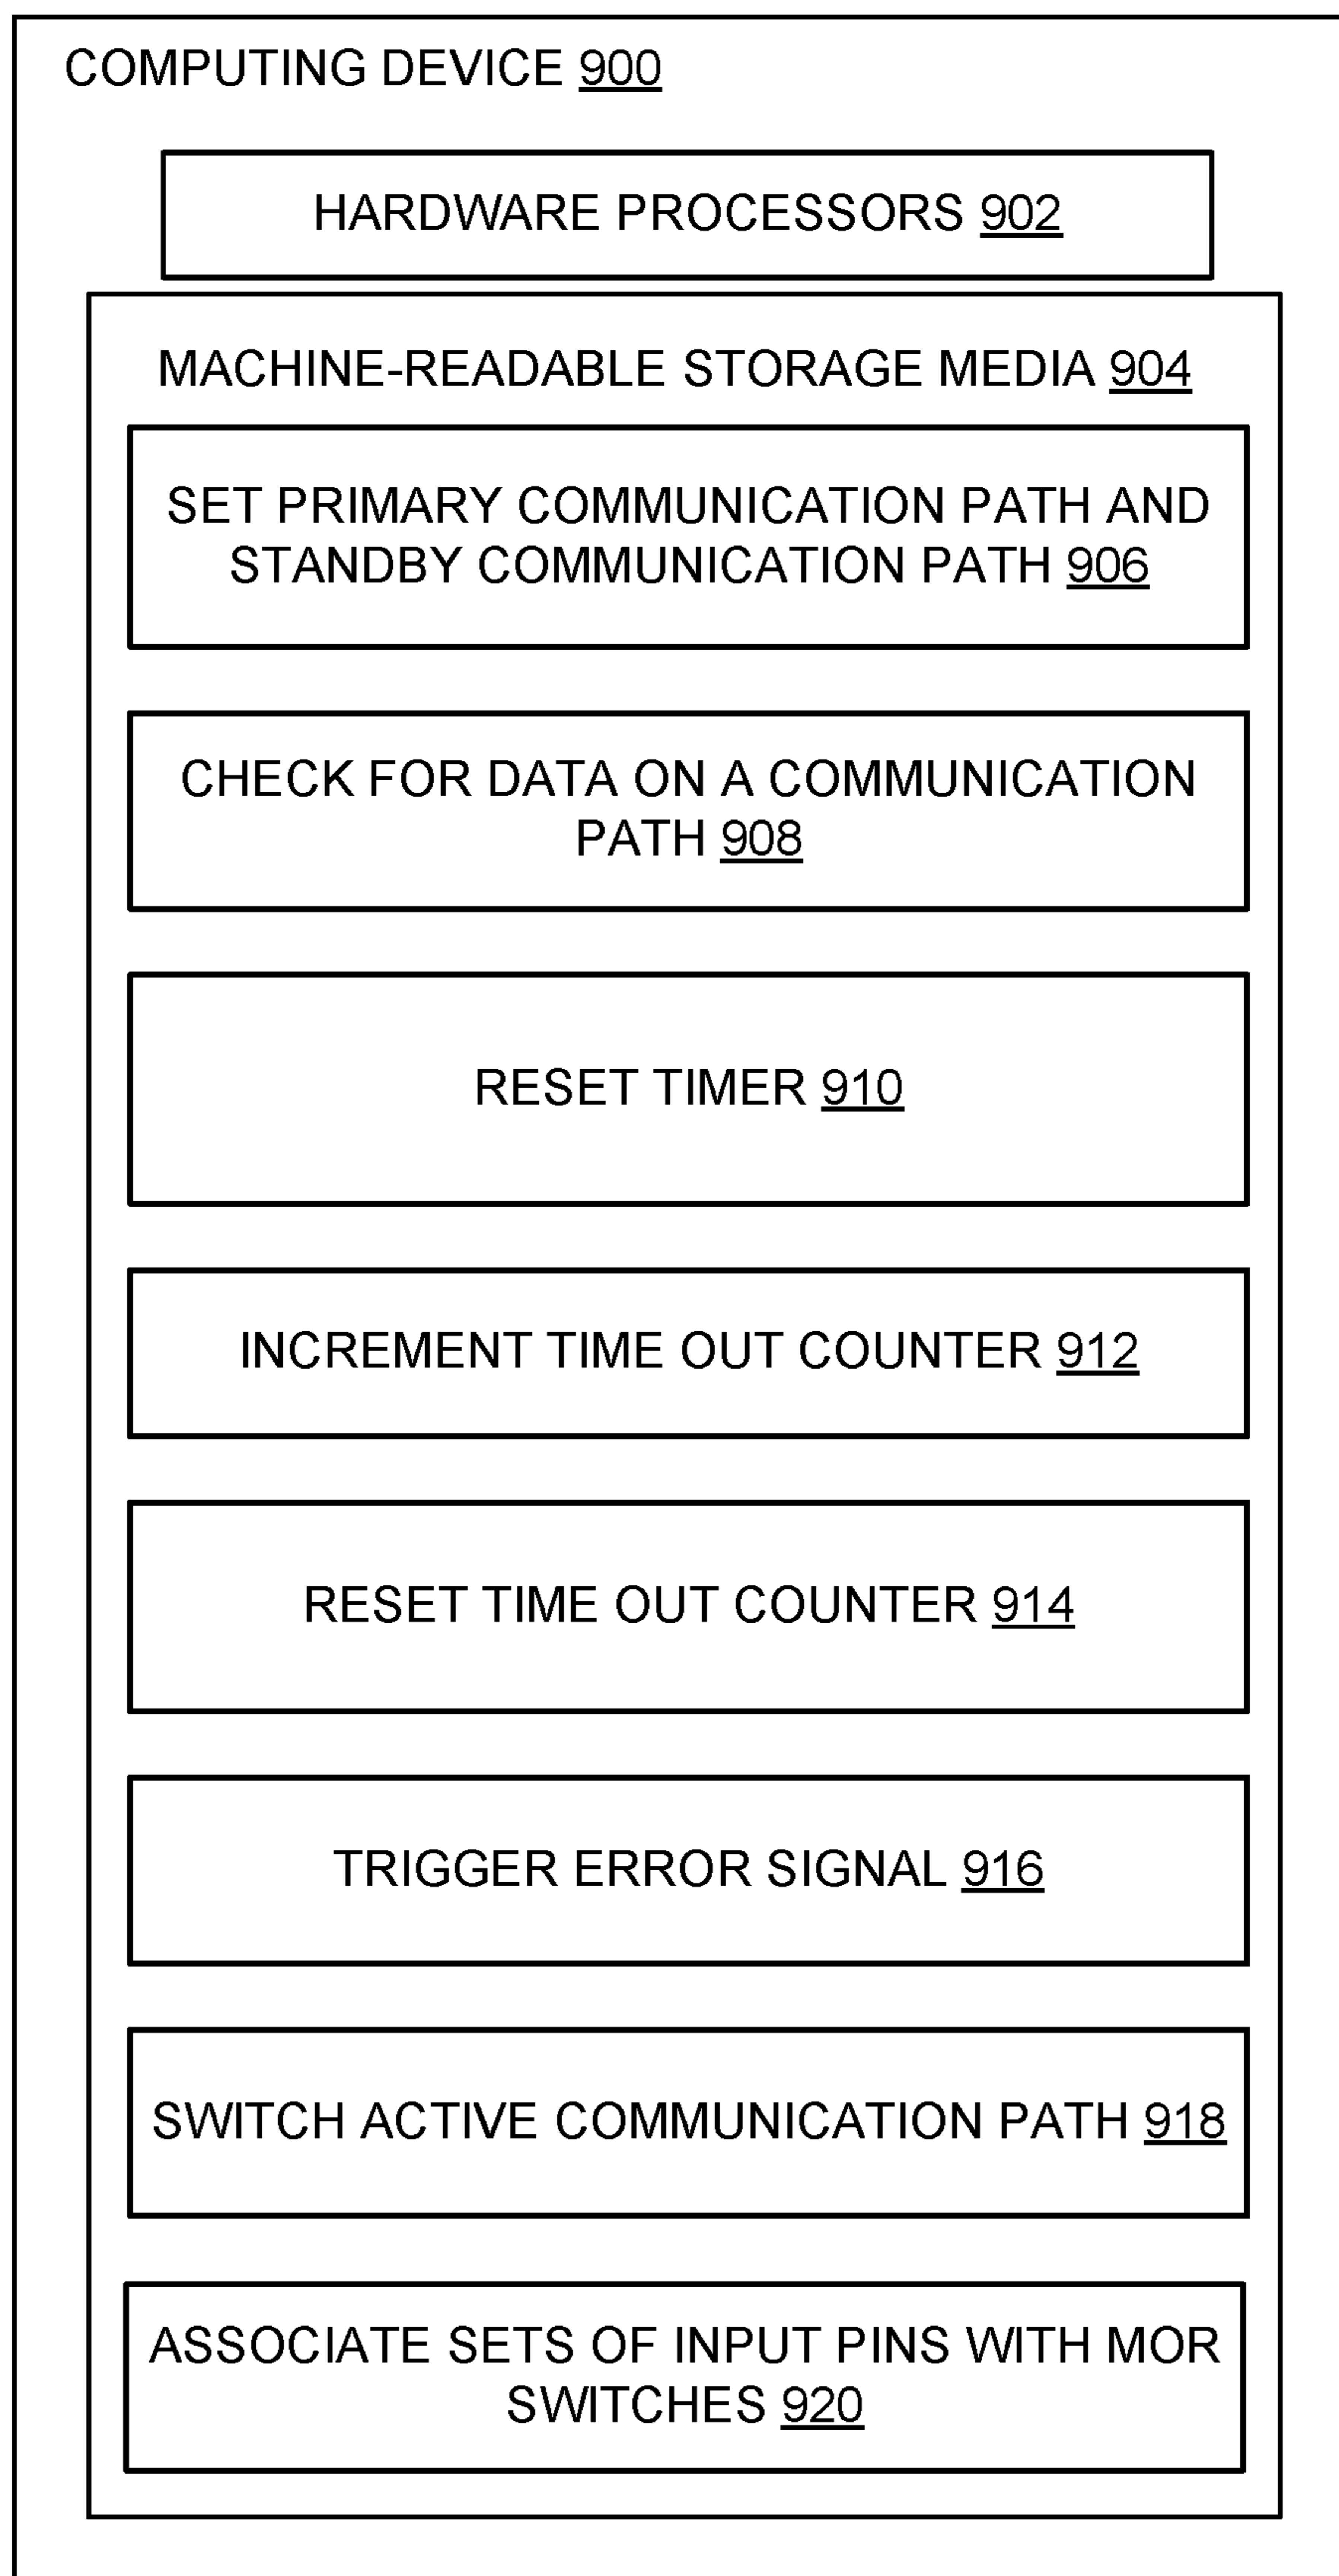 COMPUTING DEVICE 900
HARDWARE PROCESSORS 902
MACHINE-READABLE STORAGE MEDIA 904
SET PRIMARY COMMUNICATION PATH AND
STANDBY COMMUNICATION PATH 906
CHECK FOR DATA ON A COMMUNICATION
PATH 908
RESET TIMER 910
INCREMENT TIME OUT COUNTER 912
RESET TIME OUT COUNTER 914
TRIGGER ERROR SIGNAL 916
SWITCH ACTIVE COMMUNICATION PATH 918
ASSOCIATE SETS OF INPUT PINS WITH MOR
SWITCHES 920